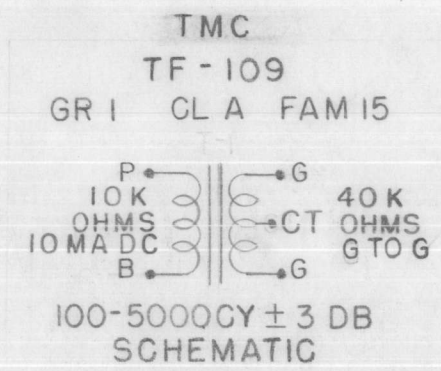 TMC
TF-109
GR 1 CL A FAM 15
P G
10K 40K
OHMS CT OHMS
10 MA DC G TO G
B G
100-5000CY ± 3 DB
SCHEMATIC